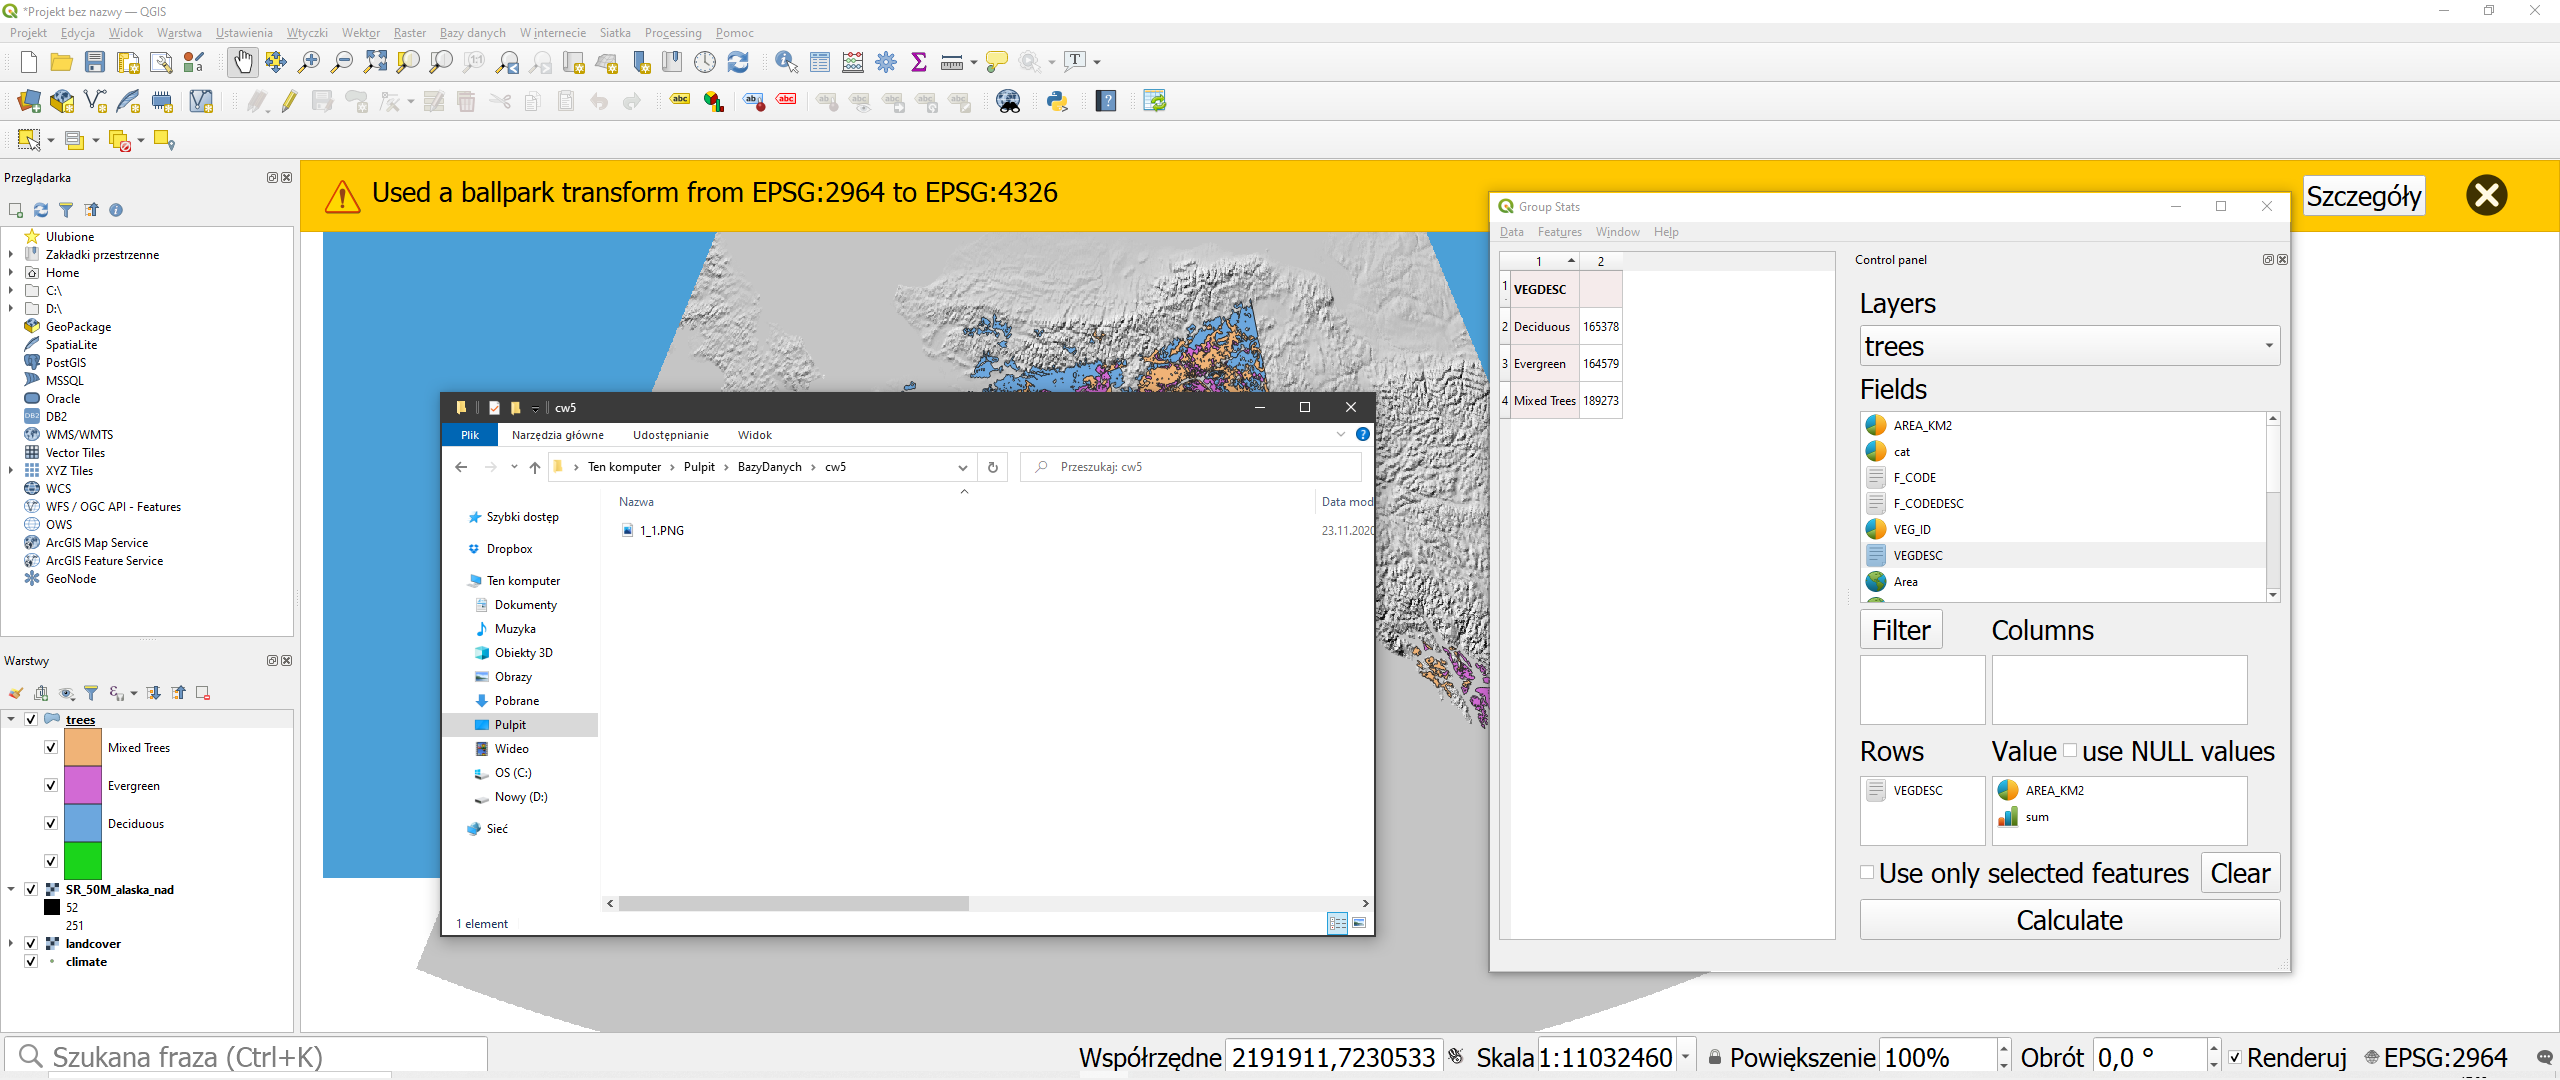 *Projekt bez nazwy — QGIS
Projekt Edycja Widok Warstwa Ustawienia Wtyczki Wektor Raster Bazy danych W internecie Siatka Processing Pomoc
Przeglądarka
Ulubione
Zakładki przestrzenne
Home
C:\
D:\
GeoPackage
SpatiaLite
PostGIS
MSSQL
Oracle
DB2
WMS/WMTS
Vector Tiles
XYZ Tiles
WCS
WFS / OGC API - Features
OWS
ArcGIS Map Service
ArcGIS Feature Service
GeoNode
Warstwy
trees
Mixed Trees
Evergreen
Deciduous
SR_50M_alaska_nad
52
251
landcover
climate
Used a ballpark transform from EPSG:2964 to EPSG:4326
Szczegóły
cw5
Plik Narzędzia główne Udostępnianie Widok
Ten komputer Pulpit BazyDanych cw5
Przeszukaj: cw5
Nazwa Data mod
1_1.PNG 23.11.2020
Szybki dostęp
Dropbox
Ten komputer
Dokumenty
Muzyka
Obiekty 3D
Obrazy
Pobrane
Pulpit
Wideo
OS (C:)
Nowy (D:)
Sieć
1 element
Group Stats
Data Features Window Help
1 2
1 VEGDESC
2 Deciduous 165378
3 Evergreen 164579
4 Mixed Trees 189273
Control panel
Layers
trees
Fields
AREA_KM2
cat
F_CODE
F_CODEDESC
VEG_ID
VEGDESC
Area
Filter Columns
Rows Value use NULL values
VEGDESC
AREA_KM2
sum
Use only selected features Clear
Calculate
Szukana fraza (Ctrl+K)
Współrzędne 2191911,7230533 Skala 1:11032460 Powiększenie 100% Obrót 0,0 ° Renderuj EPSG:2964